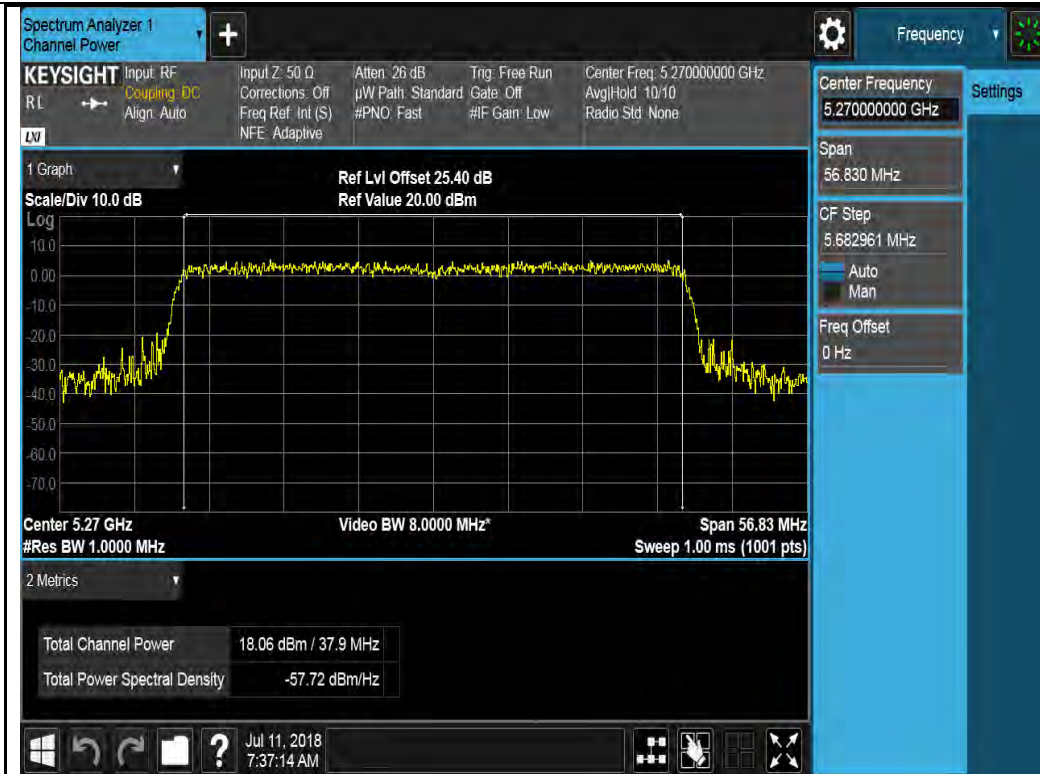 Spectrum Analyzer 1
Channel Power
+
Frequency
KEYSIGHT
R L
LXI
Input: RF
Coupling: DC
Align: Auto
Input Z: 50 Ω
Corrections: Off
Freq Ref: Int (S)
NFE: Adaptive
Atten: 26 dB
µW Path: Standard
#PNO: Fast
Trig: Free Run
Gate: Off
#IF Gain: Low
Center Freq: 5.270000000 GHz
Avg|Hold: 10/10
Radio Std: None
Center Frequency
5.270000000 GHz
Settings
Span
56.830 MHz
CF Step
5.682961 MHz
Auto
Man
Freq Offset
0 Hz
1 Graph
Scale/Div 10.0 dB
Ref Lvl Offset 25.40 dB
Ref Value 20.00 dBm
Log
10.0
0.00
-10.0
-20.0
-30.0
-40.0
-50.0
-60.0
-70.0
Center 5.27 GHz
#Res BW 1.0000 MHz
Video BW 8.0000 MHz*
Span 56.83 MHz
Sweep 1.00 ms (1001 pts)
2 Metrics
Total Channel Power 18.06 dBm / 37.9 MHz
Total Power Spectral Density -57.72 dBm/Hz
?
Jul 11, 2018
7:37:14 AM